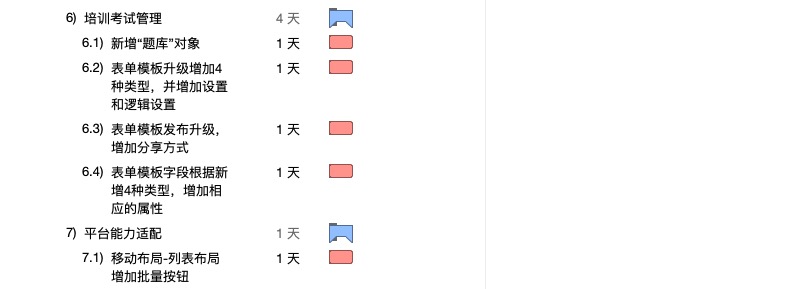 6) 培训考试管理 4 天
6.1) 新增“题库”对象 1 天
6.2) 表单模板升级增加4 1 天
种类型，并增加设置
和逻辑设置
6.3) 表单模板发布升级， 1 天
增加分享方式
6.4) 表单模板字段根据新 1 天
增4种类型，增加相
应的属性
7) 平台能力适配 1 天
7.1) 移动布局-列表布局 1 天
增加批量按钮